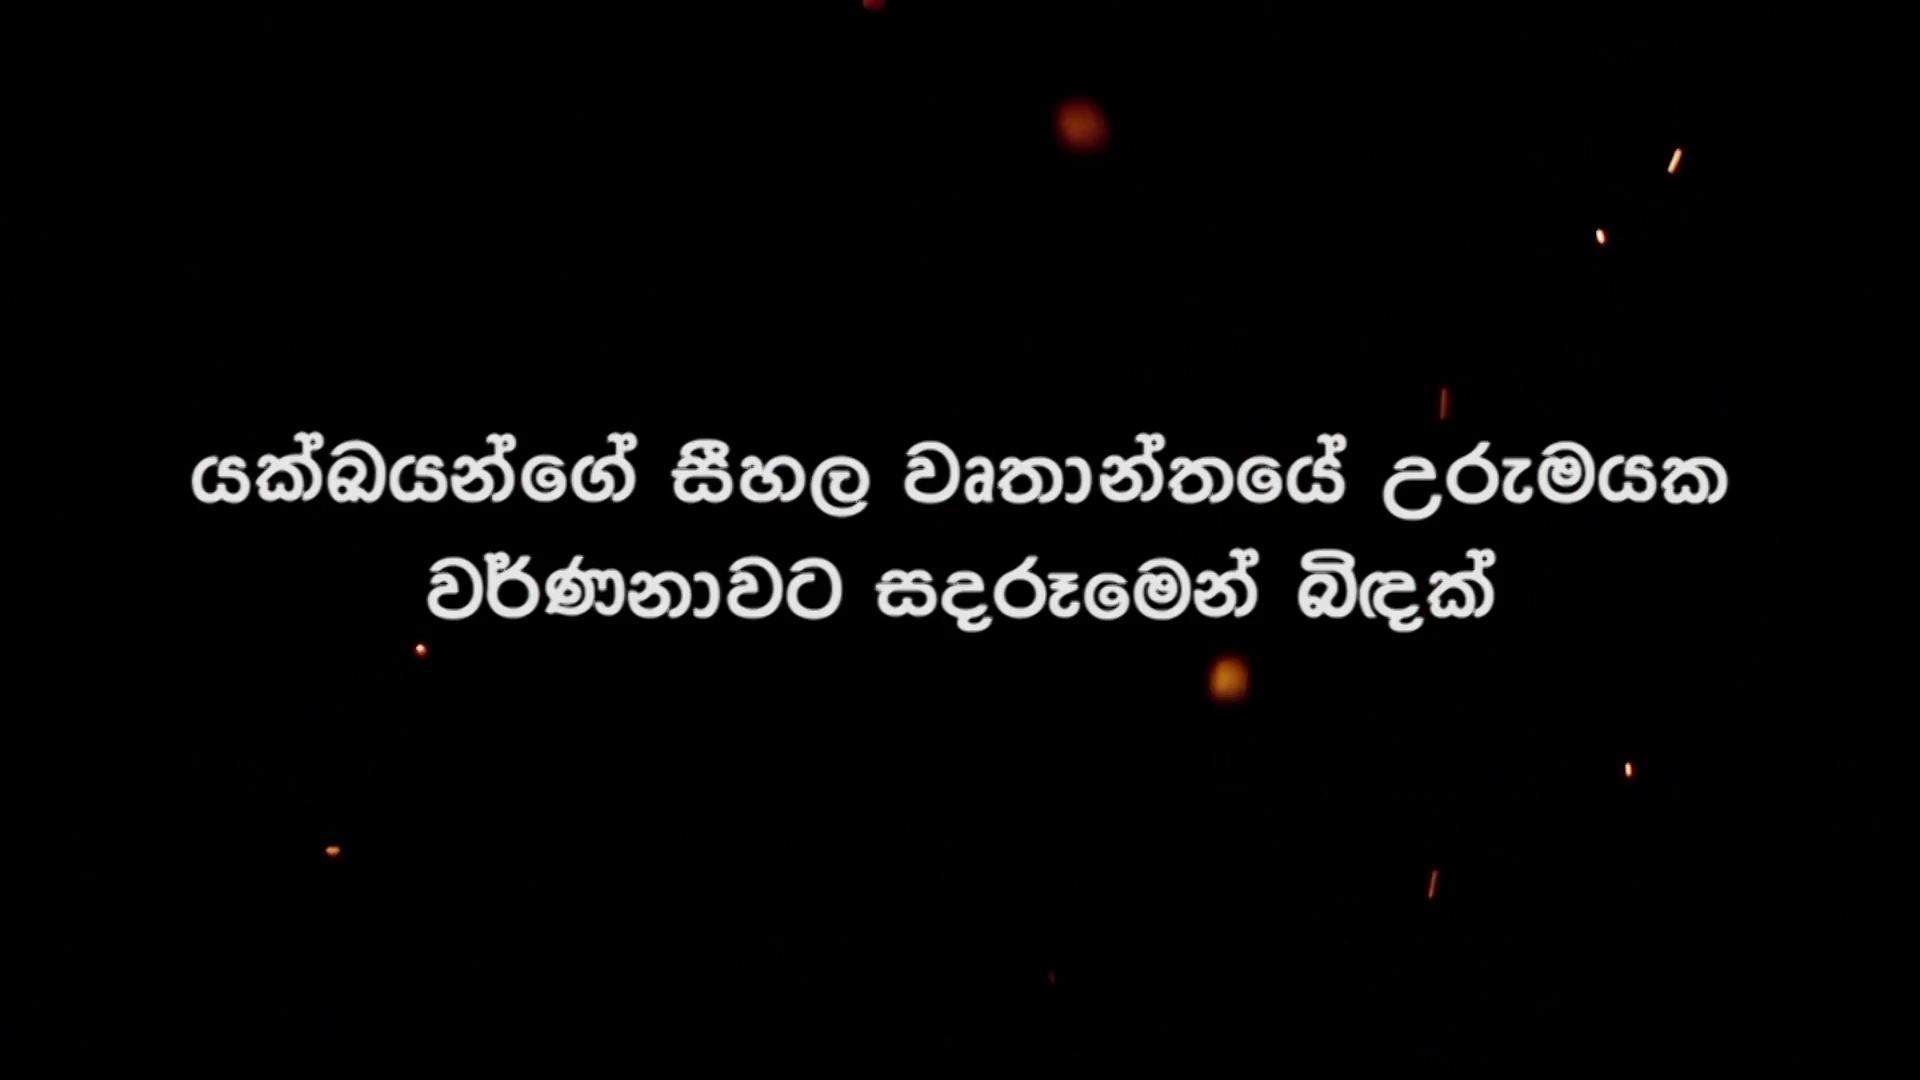 යක්ඛයන්ගේ සීහල වෘතාන්තයේ උරුමයක
වර්ණනාවට සදරූමෙන් බිඳක්